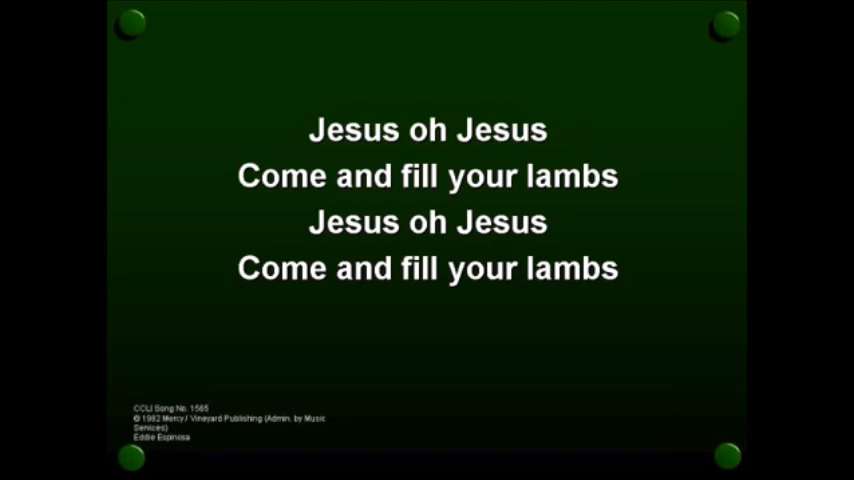 Jesus oh Jesus
Come and fill your lambs
Jesus oh Jesus
Come and fill your lambs
CCLI Song No. 1565
© 1982 Mercy / Vineyard Publishing (Admin. by Music
Services)
Eddie Espinosa